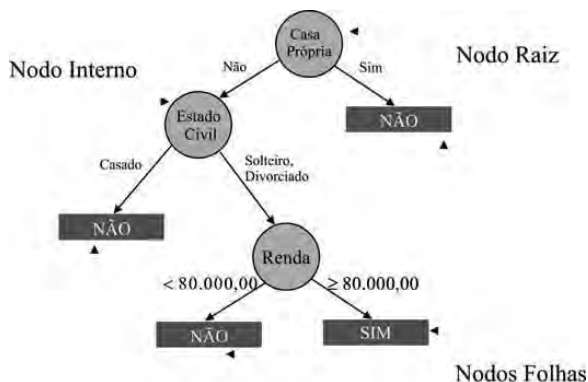 Casa
Própria
Nodo Interno
Nodo Raiz
Não
Sim
Estado
Civil
NÃO
Casado
Solteiro,
Divorciado
NÃO
Renda
< 80.000,00
≥ 80.000,00
NÃO
SIM
Nodos Folhas